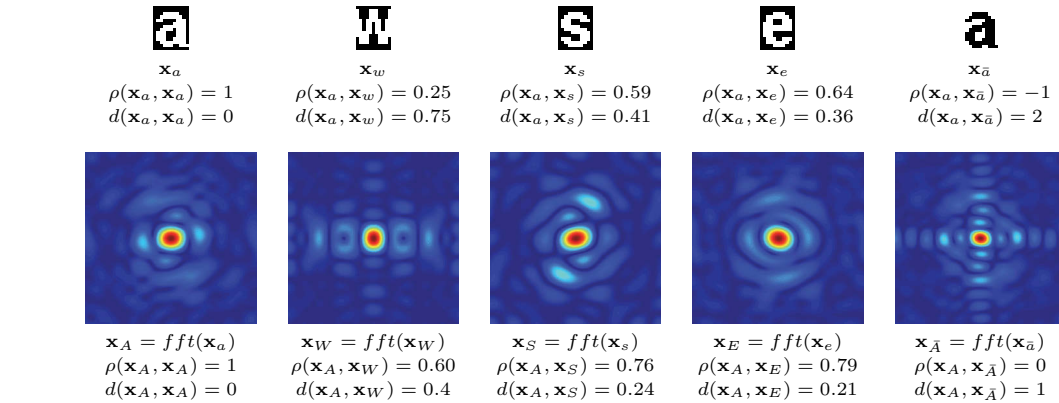 a w s e a
𝐱_a 𝐱_w 𝐱_s 𝐱_e 𝐱_ā
ρ(𝐱_a, 𝐱_a) = 1 ρ(𝐱_a, 𝐱_w) = 0.25 ρ(𝐱_a, 𝐱_s) = 0.59 ρ(𝐱_a, 𝐱_e) = 0.64 ρ(𝐱_a, 𝐱_ā) = −1
d(𝐱_a, 𝐱_a) = 0 d(𝐱_a, 𝐱_w) = 0.75 d(𝐱_a, 𝐱_s) = 0.41 d(𝐱_a, 𝐱_e) = 0.36 d(𝐱_a, 𝐱_ā) = 2
𝐱_A = fft(𝐱_a) 𝐱_W = fft(𝐱_W) 𝐱_S = fft(𝐱_s) 𝐱_E = fft(𝐱_e) 𝐱_Ā = fft(𝐱_ā)
ρ(𝐱_A, 𝐱_A) = 1 ρ(𝐱_A, 𝐱_W) = 0.60 ρ(𝐱_A, 𝐱_S) = 0.76 ρ(𝐱_A, 𝐱_E) = 0.79 ρ(𝐱_A, 𝐱_Ā) = 0
d(𝐱_A, 𝐱_A) = 0 d(𝐱_A, 𝐱_W) = 0.4 d(𝐱_A, 𝐱_S) = 0.24 d(𝐱_A, 𝐱_E) = 0.21 d(𝐱_A, 𝐱_Ā) = 1